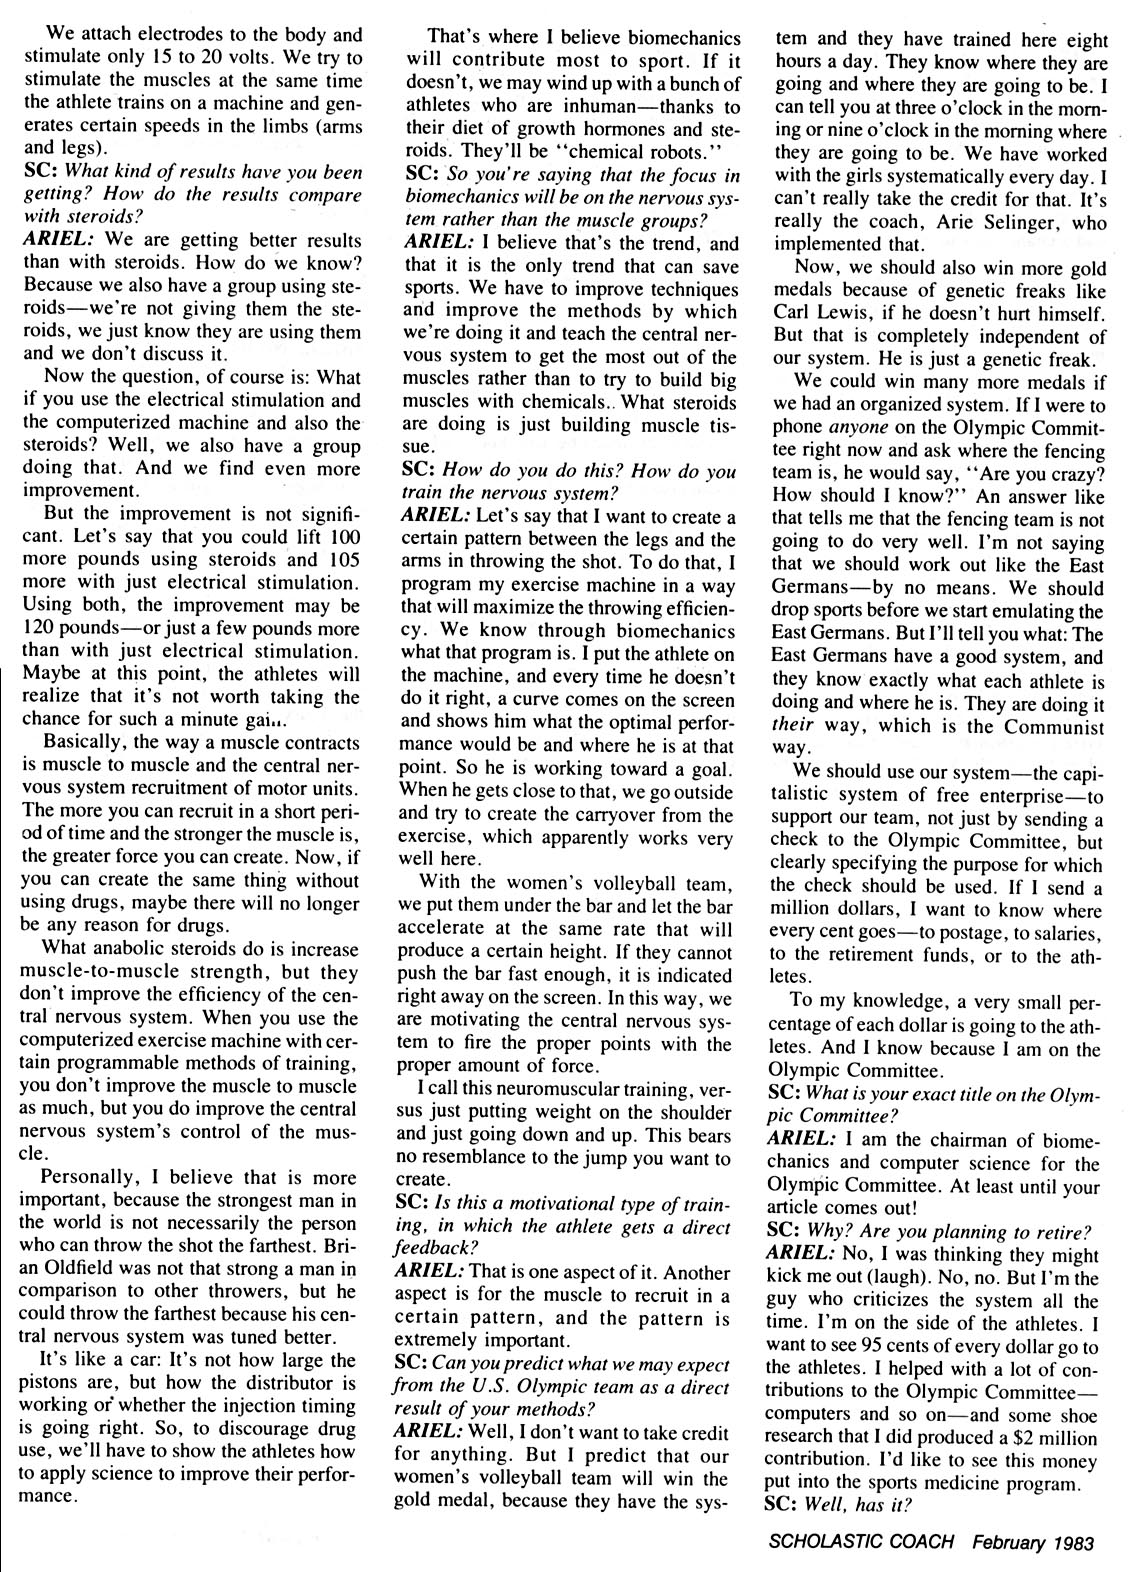 We attach electrodes to the body and
stimulate only 15 to 20 volts. We try to
stimulate the muscles at the same time
the athlete trains on a machine and gen-
erates certain speeds in the limbs (arms
and legs).
SC: What kind of results have you been
getting? How do the results compare
with steroids?
ARIEL: We are getting better results
than with steroids. How do we know?
Because we also have a group using ste-
roids—we're not giving them the ste-
roids, we just know they are using them
and we don't discuss it.
Now the question, of course is: What
if you use the electrical stimulation and
the computerized machine and also the
steroids? Well, we also have a group
doing that. And we find even more
improvement.
But the improvement is not signifi-
cant. Let's say that you could lift 100
more pounds using steroids and 105
more with just electrical stimulation.
Using both, the improvement may be
120 pounds—or just a few pounds more
than with just electrical stimulation.
Maybe at this point, the athletes will
realize that it's not worth taking the
chance for such a minute gain.
Basically, the way a muscle contracts
is muscle to muscle and the central ner-
vous system recruitment of motor units.
The more you can recruit in a short peri-
od of time and the stronger the muscle is,
the greater force you can create. Now, if
you can create the same thing without
using drugs, maybe there will no longer
be any reason for drugs.
What anabolic steroids do is increase
muscle-to-muscle strength, but they
don't improve the efficiency of the cen-
tral nervous system. When you use the
computerized exercise machine with cer-
tain programmable methods of training,
you don't improve the muscle to muscle
as much, but you do improve the central
nervous system's control of the mus-
cle.
Personally, I believe that is more
important, because the strongest man in
the world is not necessarily the person
who can throw the shot the farthest. Bri-
an Oldfield was not that strong a man in
comparison to other throwers, but he
could throw the farthest because his cen-
tral nervous system was tuned better.
It's like a car: It's not how large the
pistons are, but how the distributor is
working or whether the injection timing
is going right. So, to discourage drug
use, we'll have to show the athletes how
to apply science to improve their perfor-
mance.
That's where I believe biomechanics
will contribute most to sport. If it
doesn't, we may wind up with a bunch of
athletes who are inhuman—thanks to
their diet of growth hormones and ste-
roids. They'll be "chemical robots."
SC: So you're saying that the focus in
biomechanics will be on the nervous sys-
tem rather than the muscle groups?
ARIEL: I believe that's the trend, and
that it is the only trend that can save
sports. We have to improve techniques
and improve the methods by which
we're doing it and teach the central ner-
vous system to get the most out of the
muscles rather than to try to build big
muscles with chemicals. What steroids
are doing is just building muscle tis-
sue.
SC: How do you do this? How do you
train the nervous system?
ARIEL: Let's say that I want to create a
certain pattern between the legs and the
arms in throwing the shot. To do that, I
program my exercise machine in a way
that will maximize the throwing efficien-
cy. We know through biomechanics
what that program is. I put the athlete on
the machine, and every time he doesn't
do it right, a curve comes on the screen
and shows him what the optimal perfor-
mance would be and where he is at that
point. So he is working toward a goal.
When he gets close to that, we go outside
and try to create the carryover from the
exercise, which apparently works very
well here.
With the women's volleyball team,
we put them under the bar and let the bar
accelerate at the same rate that will
produce a certain height. If they cannot
push the bar fast enough, it is indicated
right away on the screen. In this way, we
are motivating the central nervous sys-
tem to fire the proper points with the
proper amount of force.
I call this neuromuscular training, ver-
sus just putting weight on the shoulder
and just going down and up. This bears
no resemblance to the jump you want to
create.
SC: Is this a motivational type of train-
ing, in which the athlete gets a direct
feedback?
ARIEL: That is one aspect of it. Another
aspect is for the muscle to recruit in a
certain pattern, and the pattern is
extremely important.
SC: Can you predict what we may expect
from the U.S. Olympic team as a direct
result of your methods?
ARIEL: Well, I don't want to take credit
for anything. But I predict that our
women's volleyball team will win the
gold medal, because they have the sys-
tem and they have trained here eight
hours a day. They know where they are
going and where they are going to be. I
can tell you at three o'clock in the morn-
ing or nine o'clock in the morning where
they are going to be. We have worked
with the girls systematically every day. I
can't really take the credit for that. It's
really the coach, Arie Selinger, who
implemented that.
Now, we should also win more gold
medals because of genetic freaks like
Carl Lewis, if he doesn't hurt himself.
But that is completely independent of
our system. He is just a genetic freak.
We could win many more medals if
we had an organized system. If I were to
phone anyone on the Olympic Commit-
tee right now and ask where the fencing
team is, he would say, "Are you crazy?
How should I know?" An answer like
that tells me that the fencing team is not
going to do very well. I'm not saying
that we should work out like the East
Germans—by no means. We should
drop sports before we start emulating the
East Germans. But I'll tell you what: The
East Germans have a good system, and
they know exactly what each athlete is
doing and where he is. They are doing it
their way, which is the Communist
way.
We should use our system—the capi-
talistic system of free enterprise—to
support our team, not just by sending a
check to the Olympic Committee, but
clearly specifying the purpose for which
the check should be used. If I send a
million dollars, I want to know where
every cent goes—to postage, to salaries,
to the retirement funds, or to the ath-
letes.
To my knowledge, a very small per-
centage of each dollar is going to the ath-
letes. And I know because I am on the
Olympic Committee.
SC: What is your exact title on the Olym-
pic Committee?
ARIEL: I am the chairman of biome-
chanics and computer science for the
Olympic Committee. At least until your
article comes out!
SC: Why? Are you planning to retire?
ARIEL: No, I was thinking they might
kick me out (laugh). No, no. But I'm the
guy who criticizes the system all the
time. I'm on the side of the athletes. I
want to see 95 cents of every dollar go to
the athletes. I helped with a lot of con-
tributions to the Olympic Committee—
computers and so on—and some shoe
research that I did produced a $2 million
contribution. I'd like to see this money
put into the sports medicine program.
SC: Well, has it?
SCHOLASTIC COACH February 1983